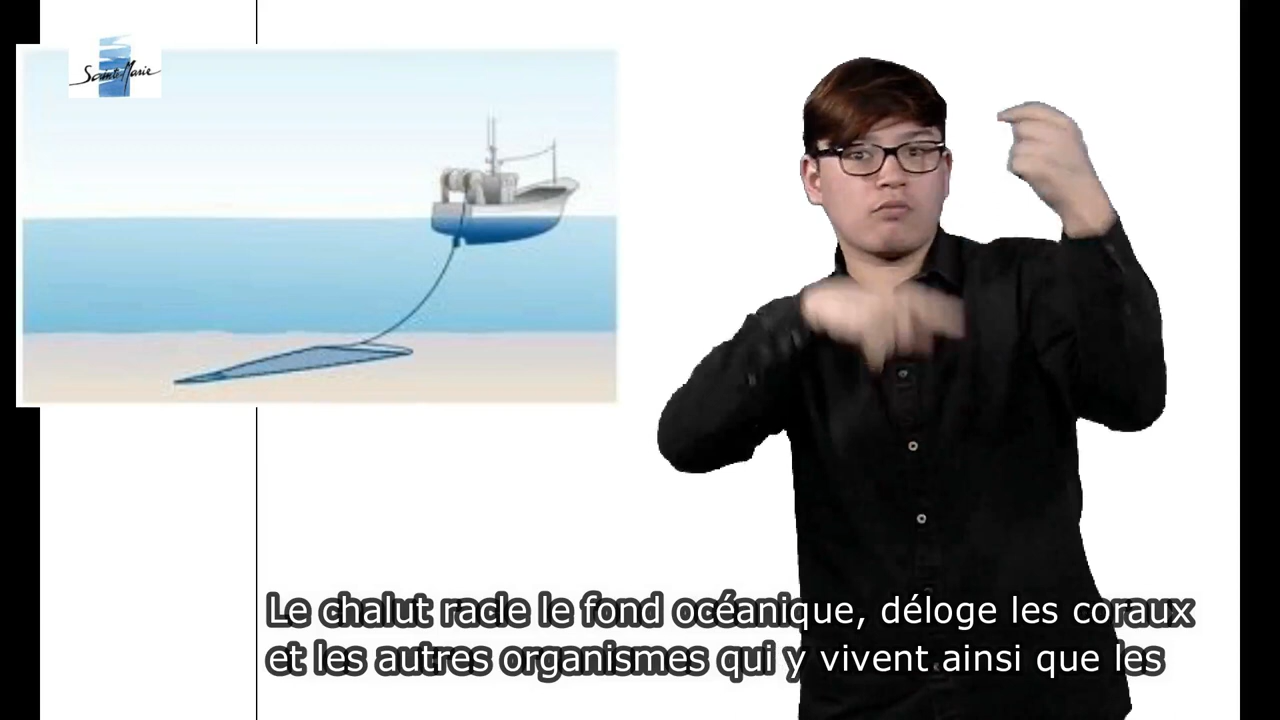 Sainte Marie
Le chalut racle le fond océanique, déloge les coraux
et les autres organismes qui y vivent ainsi que les